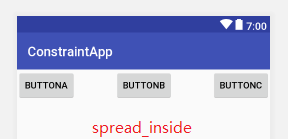 7:00
ConstraintApp
BUTTONA BUTTONB BUTTONC
spread_inside